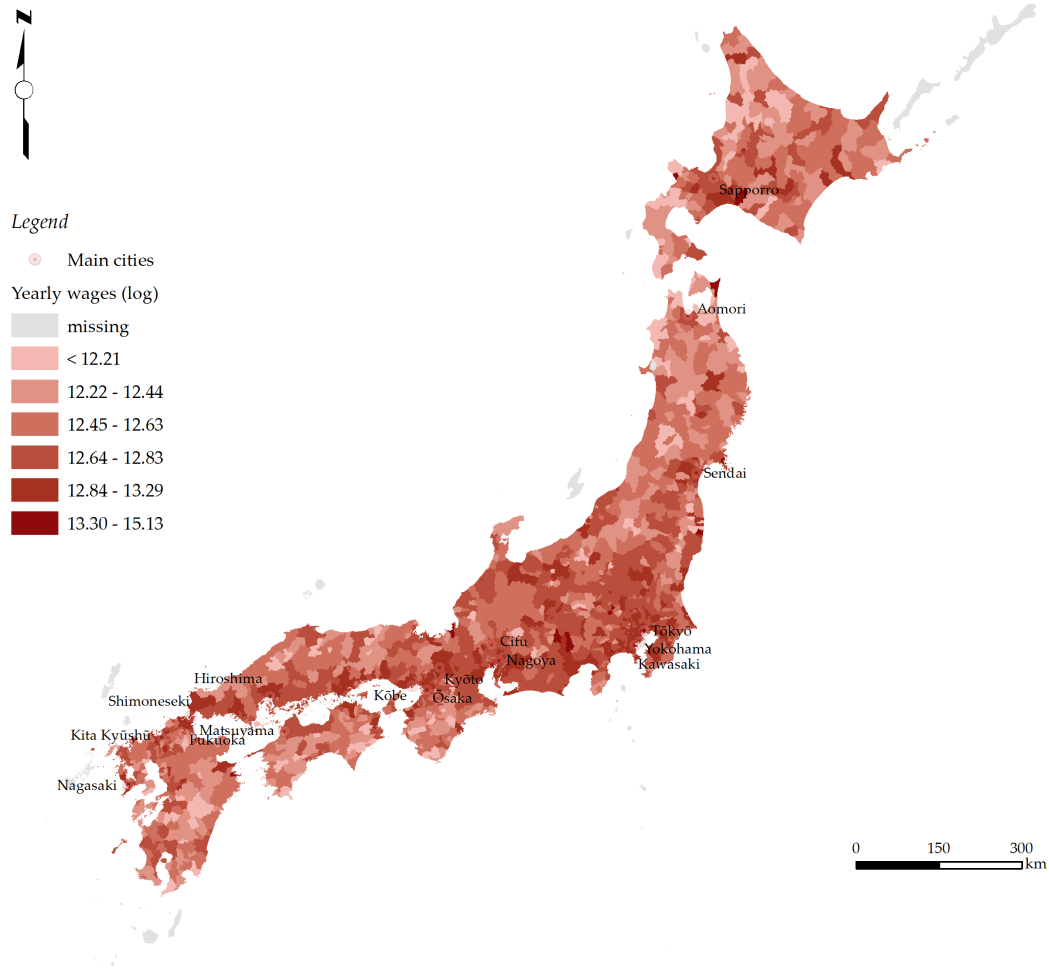 N
Sapporro
Legend
Main cities
Yearly wages (log)
missing
< 12.21
12.22 - 12.44
12.45 - 12.63
12.64 - 12.83
12.84 - 13.29
13.30 - 15.13
Aomori
Sendai
Tōkyō
Cifu
Yokohama
Nagoya
Kawasaki
Hiroshima
Kyōto
Kōbe
Ōsaka
Shimoneseki
Matsuyama
Kita Kyūshū
Fukuoka
Nagasaki
0 150 300
km